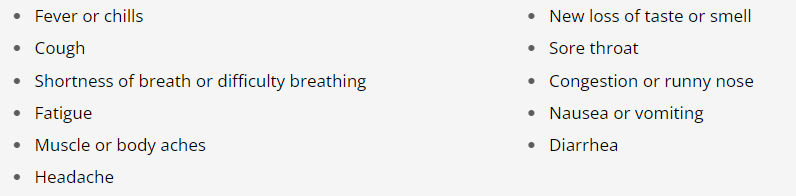 Fever or chills
Cough
Shortness of breath or difficulty breathing
Fatigue
Muscle or body aches
Headache
New loss of taste or smell
Sore throat
Congestion or runny nose
Nausea or vomiting
Diarrhea